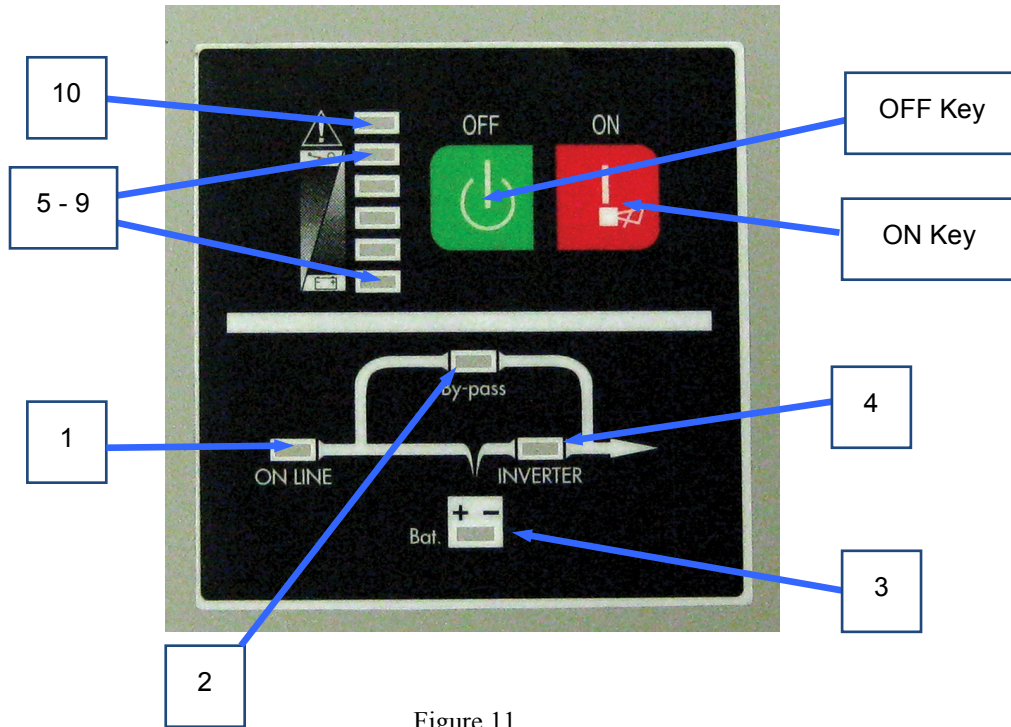 10
OFF
ON
OFF Key
5 - 9
ON Key
By-pass
4
1
ON LINE
INVERTER
+ −
Bat.
3
2
Figure 11